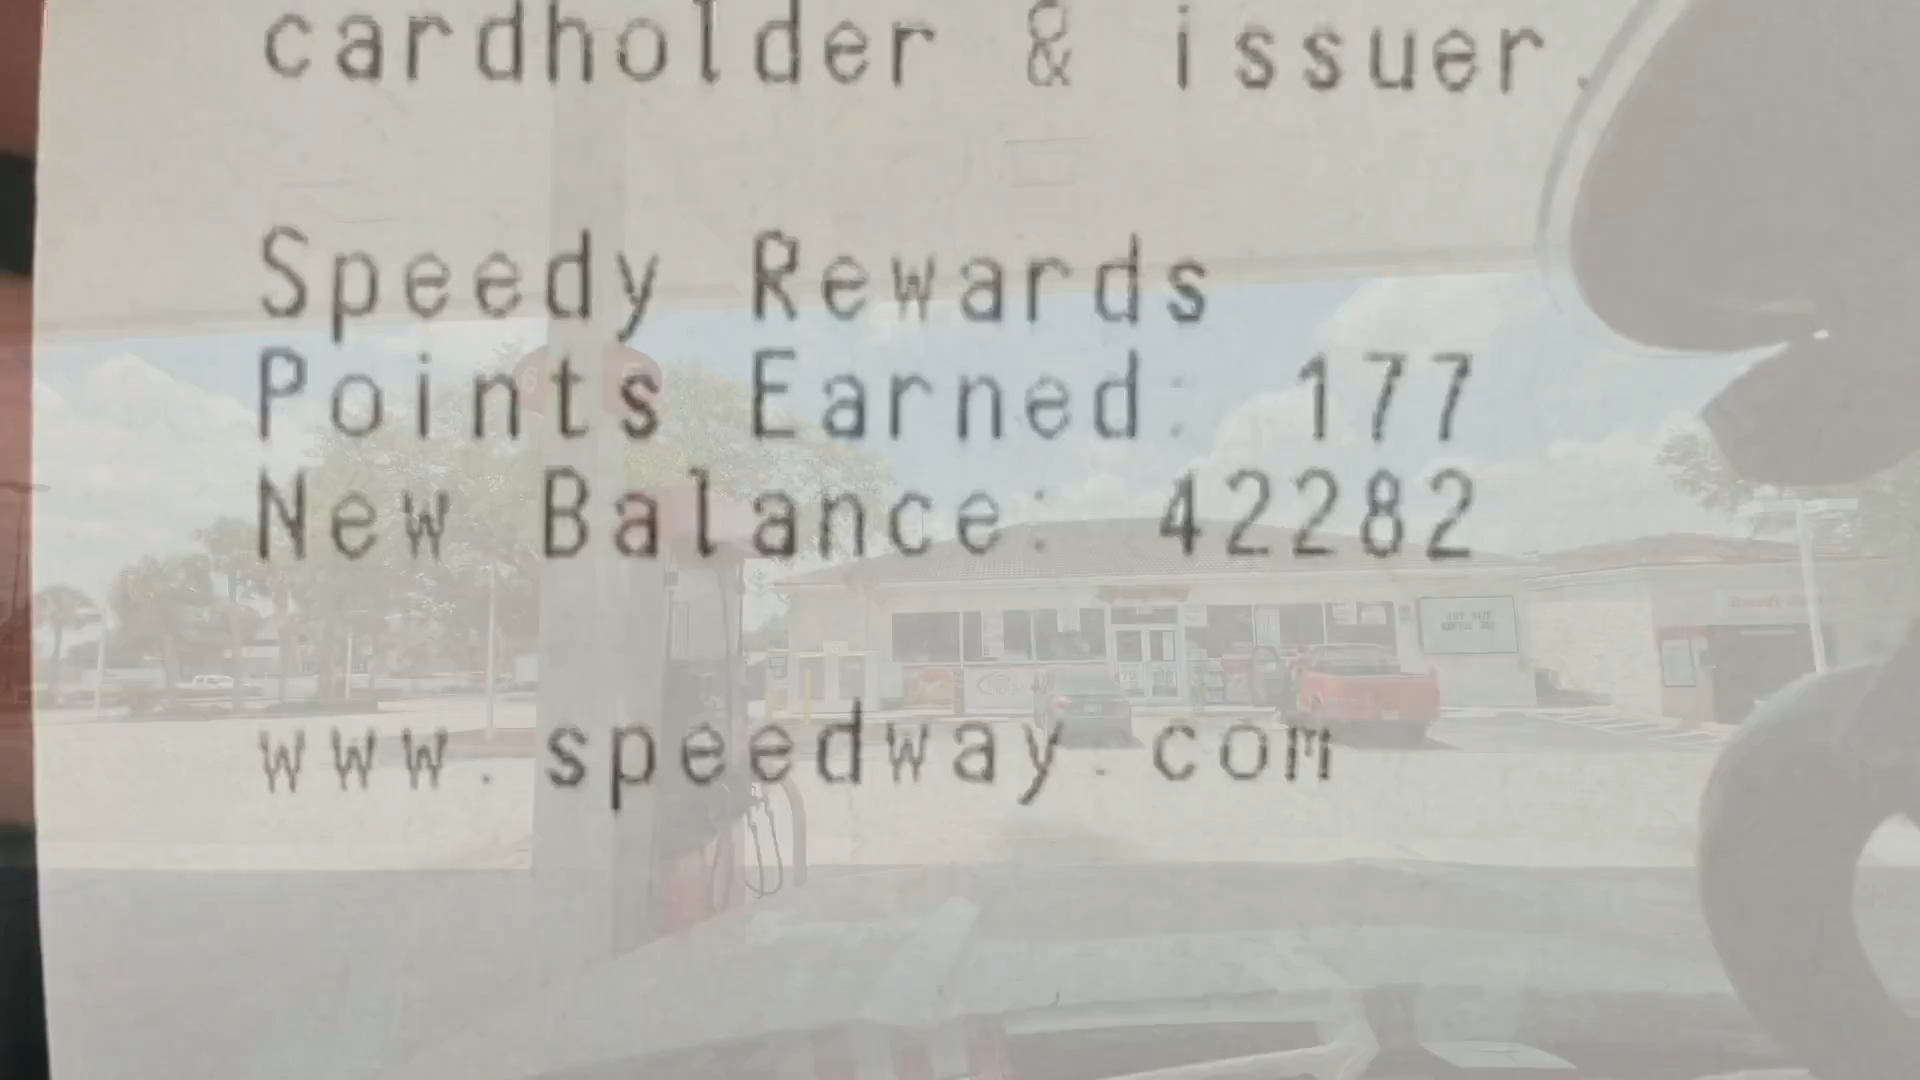 cardholder & issuer.
Speedy Rewards
Points Earned: 177
New Balance: 42282
www.speedway.com